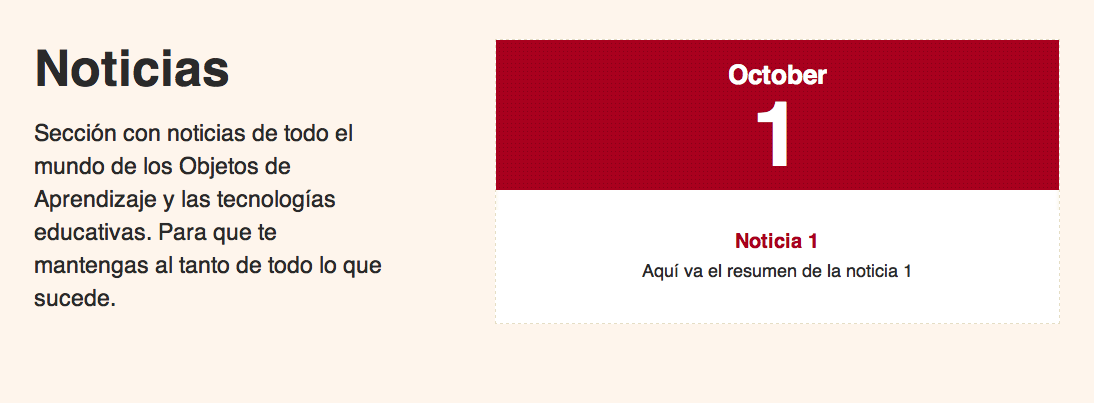 Noticias
Sección con noticias de todo el
mundo de los Objetos de
Aprendizaje y las tecnologías
educativas. Para que te
mantengas al tanto de todo lo que
sucede.
October
1
Noticia 1
Aquí va el resumen de la noticia 1